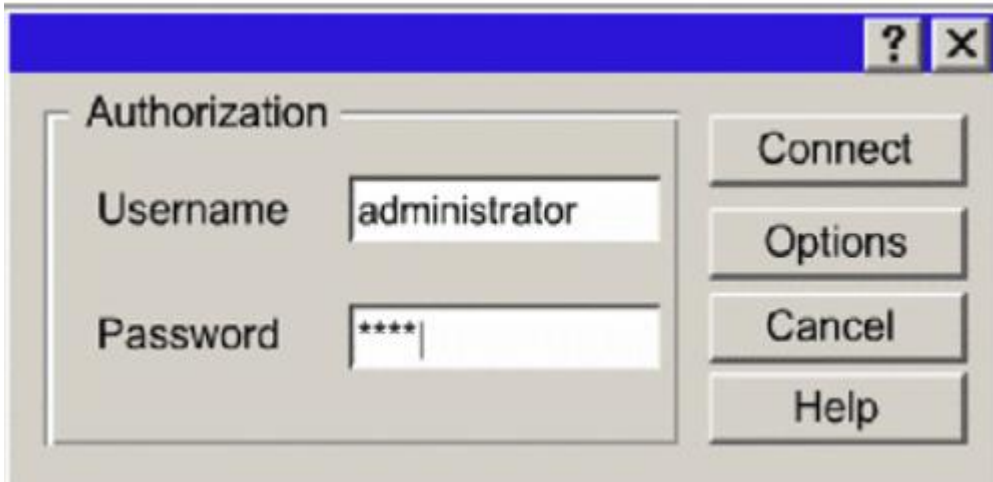 ?
Authorization
Connect
Username administrator
Options
Password ****
Cancel
Help